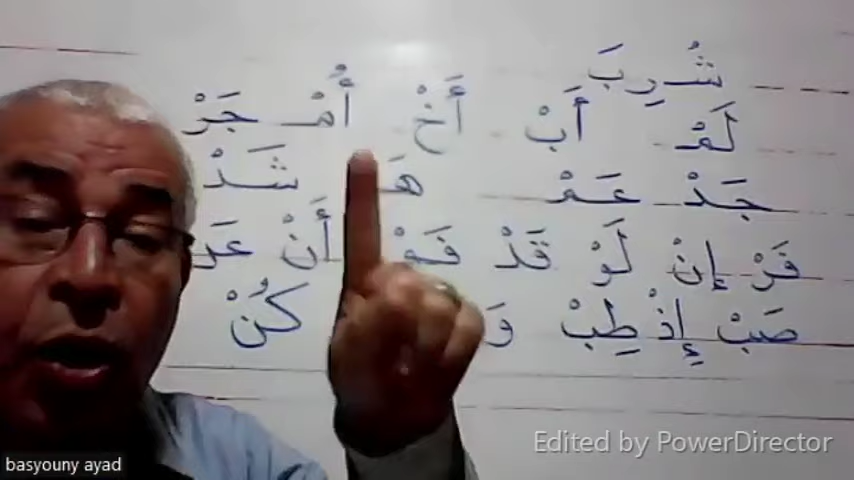 شُرِبَ
لَمْ أَبْ أَخْ أُمْ جَرْ
جَدْ عَمْ شَدْ
فَرْ إِنْ لَوْ قَدْ أَنْ
صَبْ إِذْ طِبْ كُنْ
Edited by PowerDirector
basyouny ayad